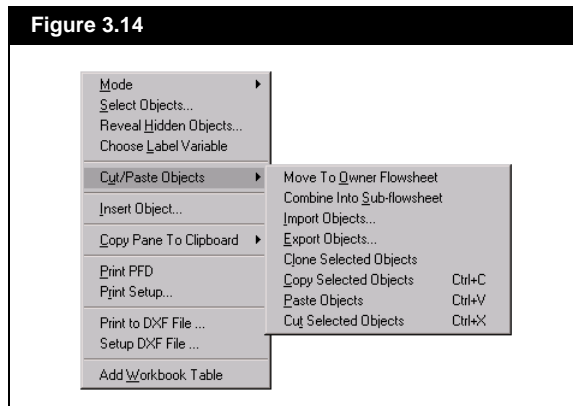 Figure 3.14
Mode
Select Objects...
Reveal Hidden Objects...
Choose Label Variable
Cut/Paste Objects
Insert Object...
Copy Pane To Clipboard
Print PFD
Print Setup...
Print to DXF File ...
Setup DXF File ...
Add Workbook Table
Move To Owner Flowsheet
Combine Into Sub-flowsheet
Import Objects...
Export Objects...
Clone Selected Objects
Copy Selected Objects Ctrl+C
Paste Objects Ctrl+V
Cut Selected Objects Ctrl+X